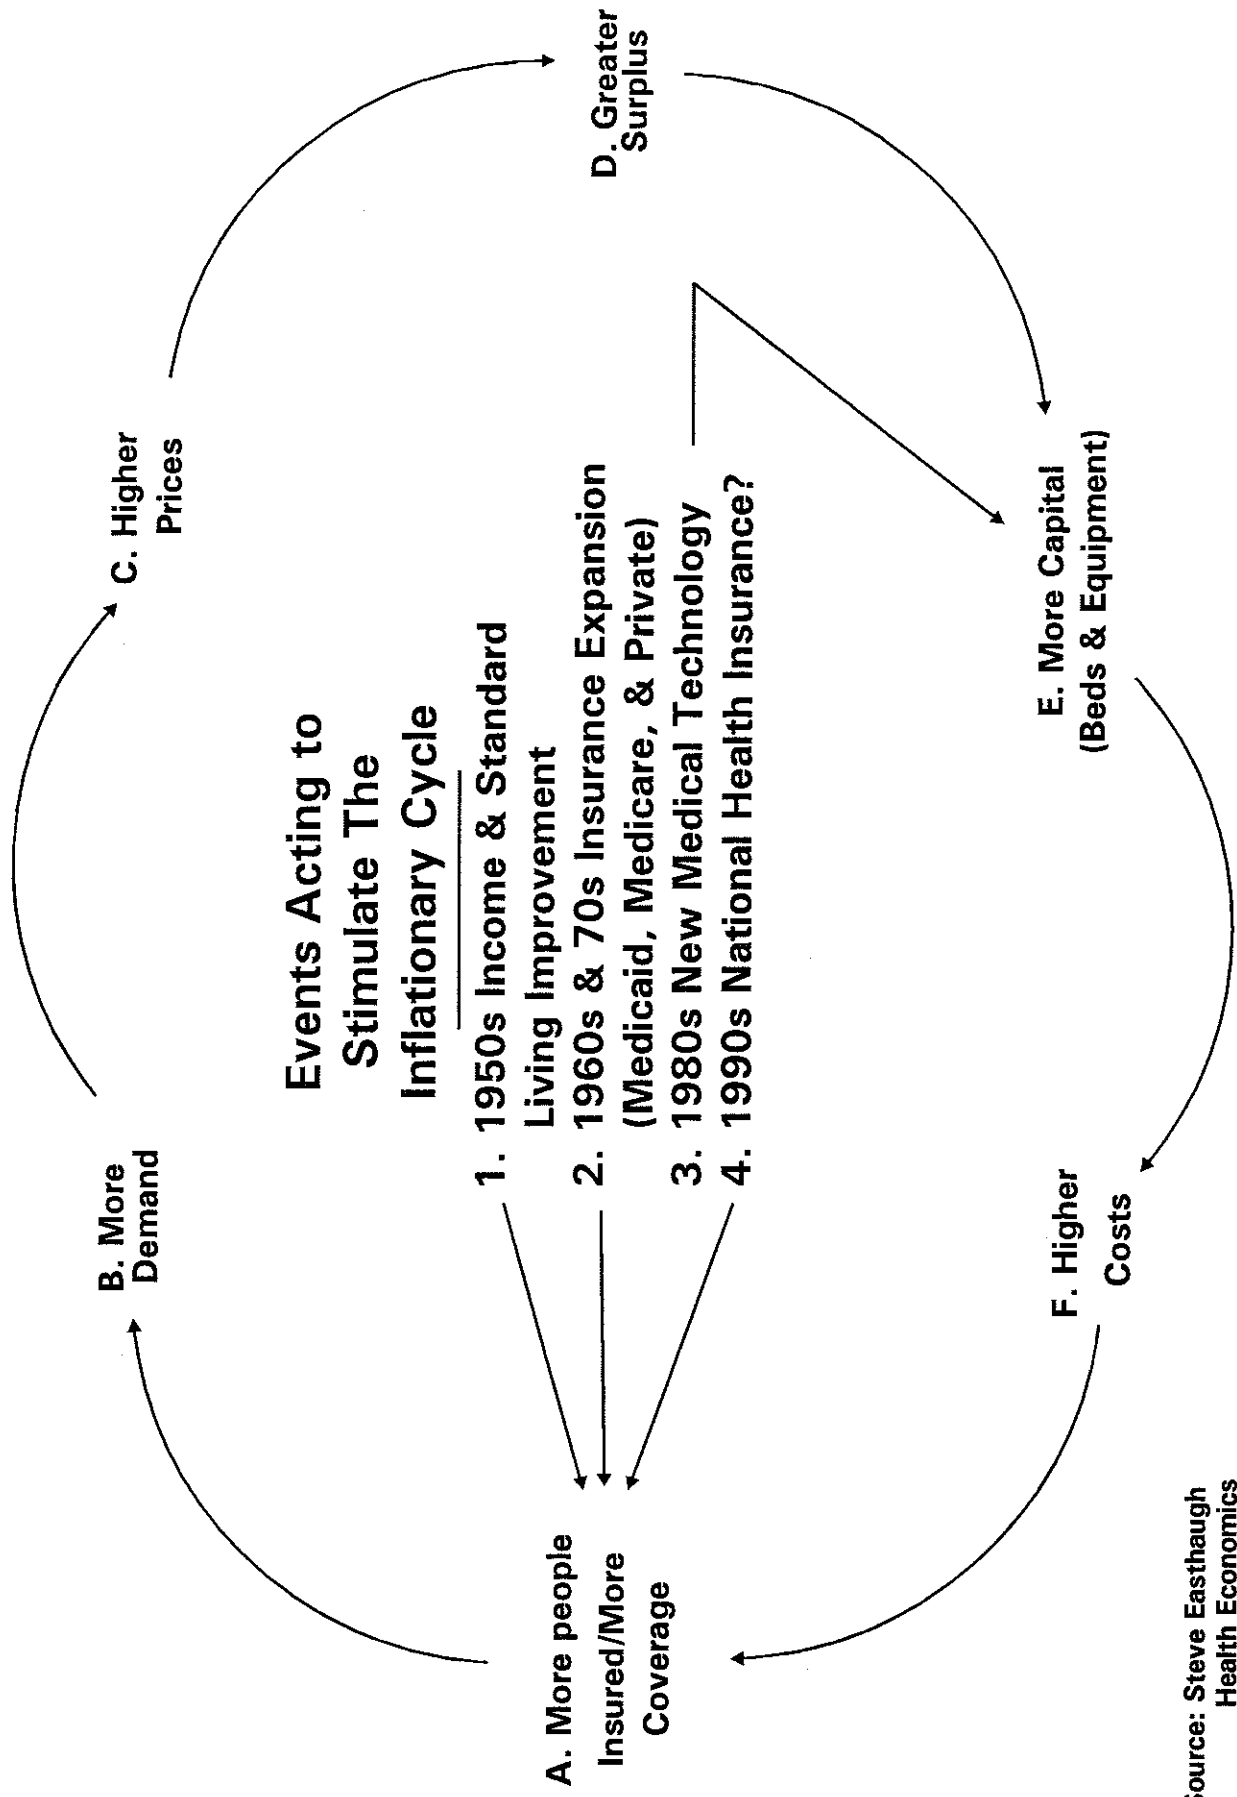 A. More people
Insured/More
Coverage
B. More
Demand
C. Higher
Prices
D. Greater
Surplus
E. More Capital
(Beds & Equipment)
F. Higher
Costs
Events Acting to
Stimulate The
Inflationary Cycle
1. 1950s Income & Standard
Living Improvement
2. 1960s & 70s Insurance Expansion
(Medicaid, Medicare, & Private)
3. 1980s New Medical Technology
4. 1990s National Health Insurance?
Source: Steve Easthaugh
Health Economics